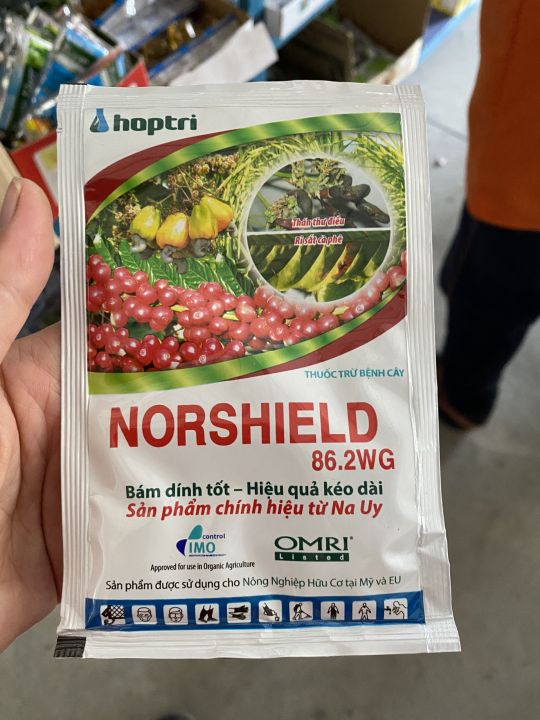 hoptri
Thán thư điều
Rỉ sắt cà phê
THUỐC TRỪ BỆNH CÂY
NORSHIELD
86.2WG
Bám dính tốt – Hiệu quả kéo dài
Sản phẩm chính hiệu từ Na Uy
control
IMO
OMRI
Listed
Approved for use in Organic Agriculture
Sản phẩm được sử dụng cho Nông Nghiệp Hữu Cơ tại Mỹ và EU